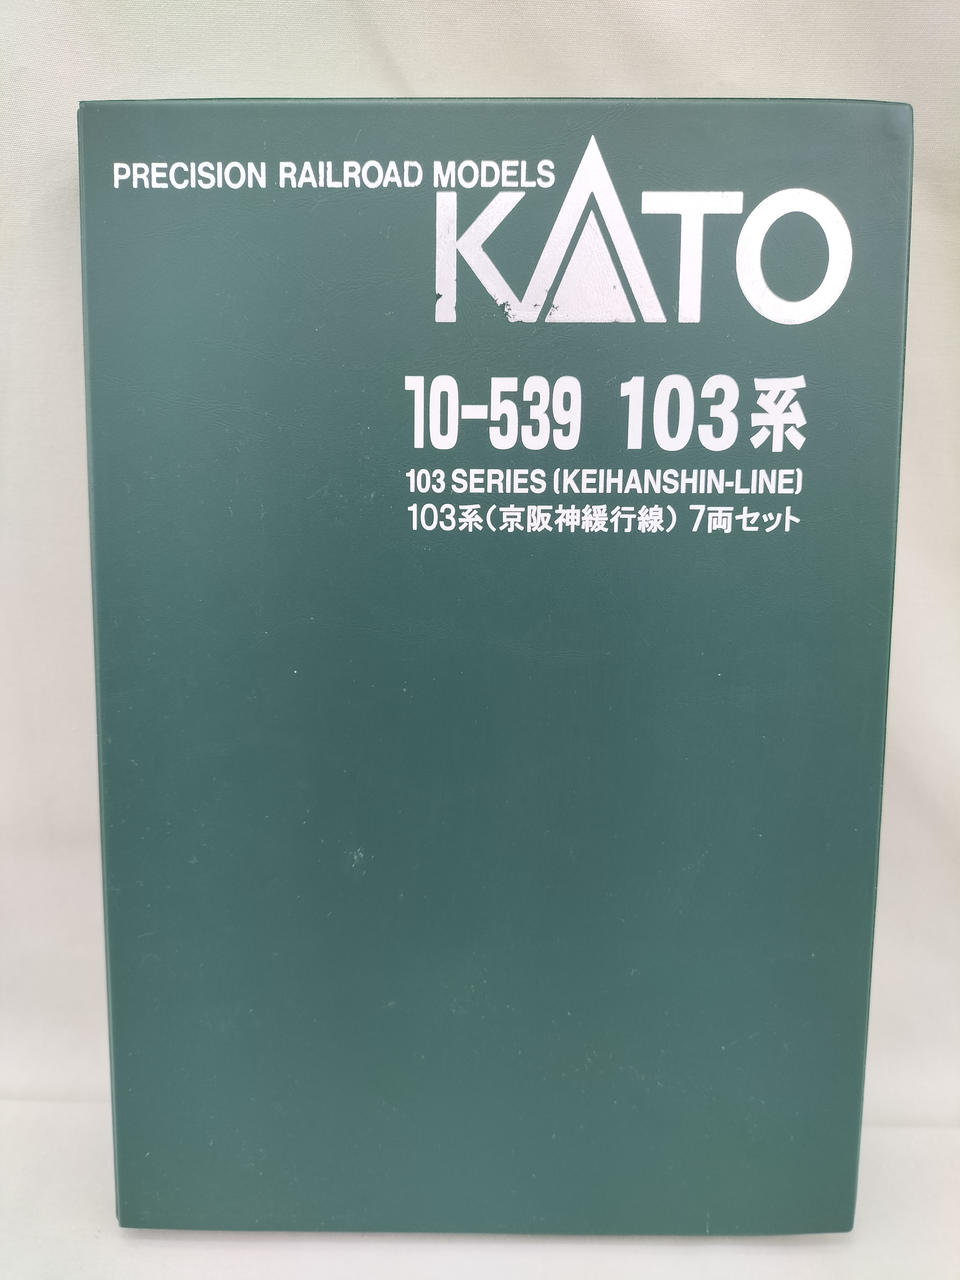 PRECISION RAILROAD MODELS
KATO
10-539 103系
103 SERIES (KEIHANSHIN-LINE)
103系(京阪神緩行線) 7両セット